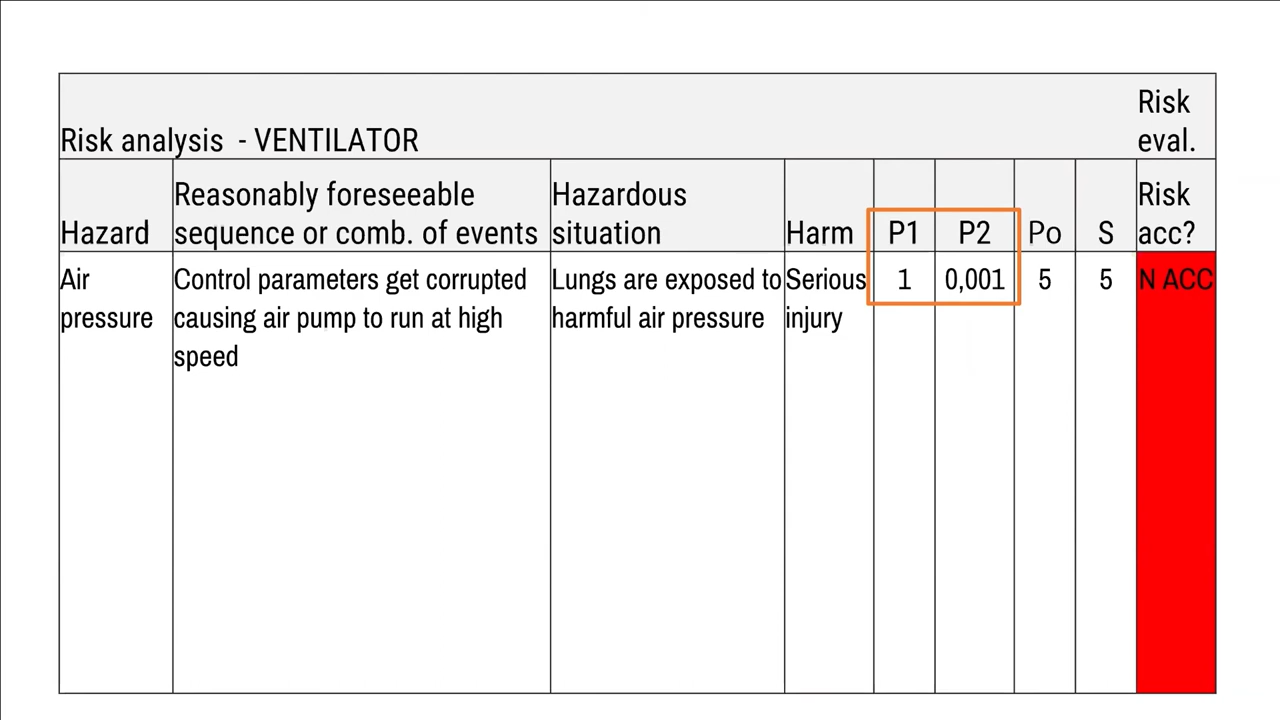 Risk analysis - VENTILATOR
Risk
eval.
Hazard
Reasonably foreseeable
sequence or comb. of events
Hazardous
situation
Harm
P1
P2
Po
S
Risk
acc?
Air
pressure
Control parameters get corrupted
causing air pump to run at high
speed
Lungs are exposed to
harmful air pressure
Serious
injury
1
0,001
5
5
N ACC